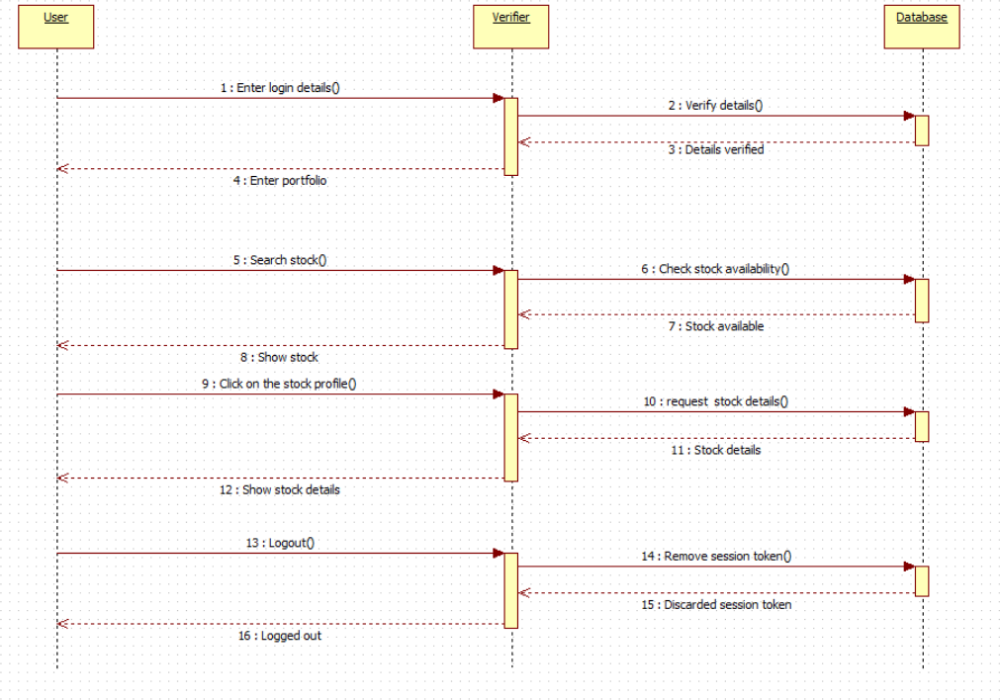 User
Verifier
Database
1 : Enter login details()
2 : Verify details()
3 : Details verified
4 : Enter portfolio
5 : Search stock()
6 : Check stock availability()
7 : Stock available
8 : Show stock
9 : Click on the stock profile()
10 : request  stock details()
11 : Stock details
12 : Show stock details
13 : Logout()
14 : Remove session token()
15 : Discarded session token
16 : Logged out